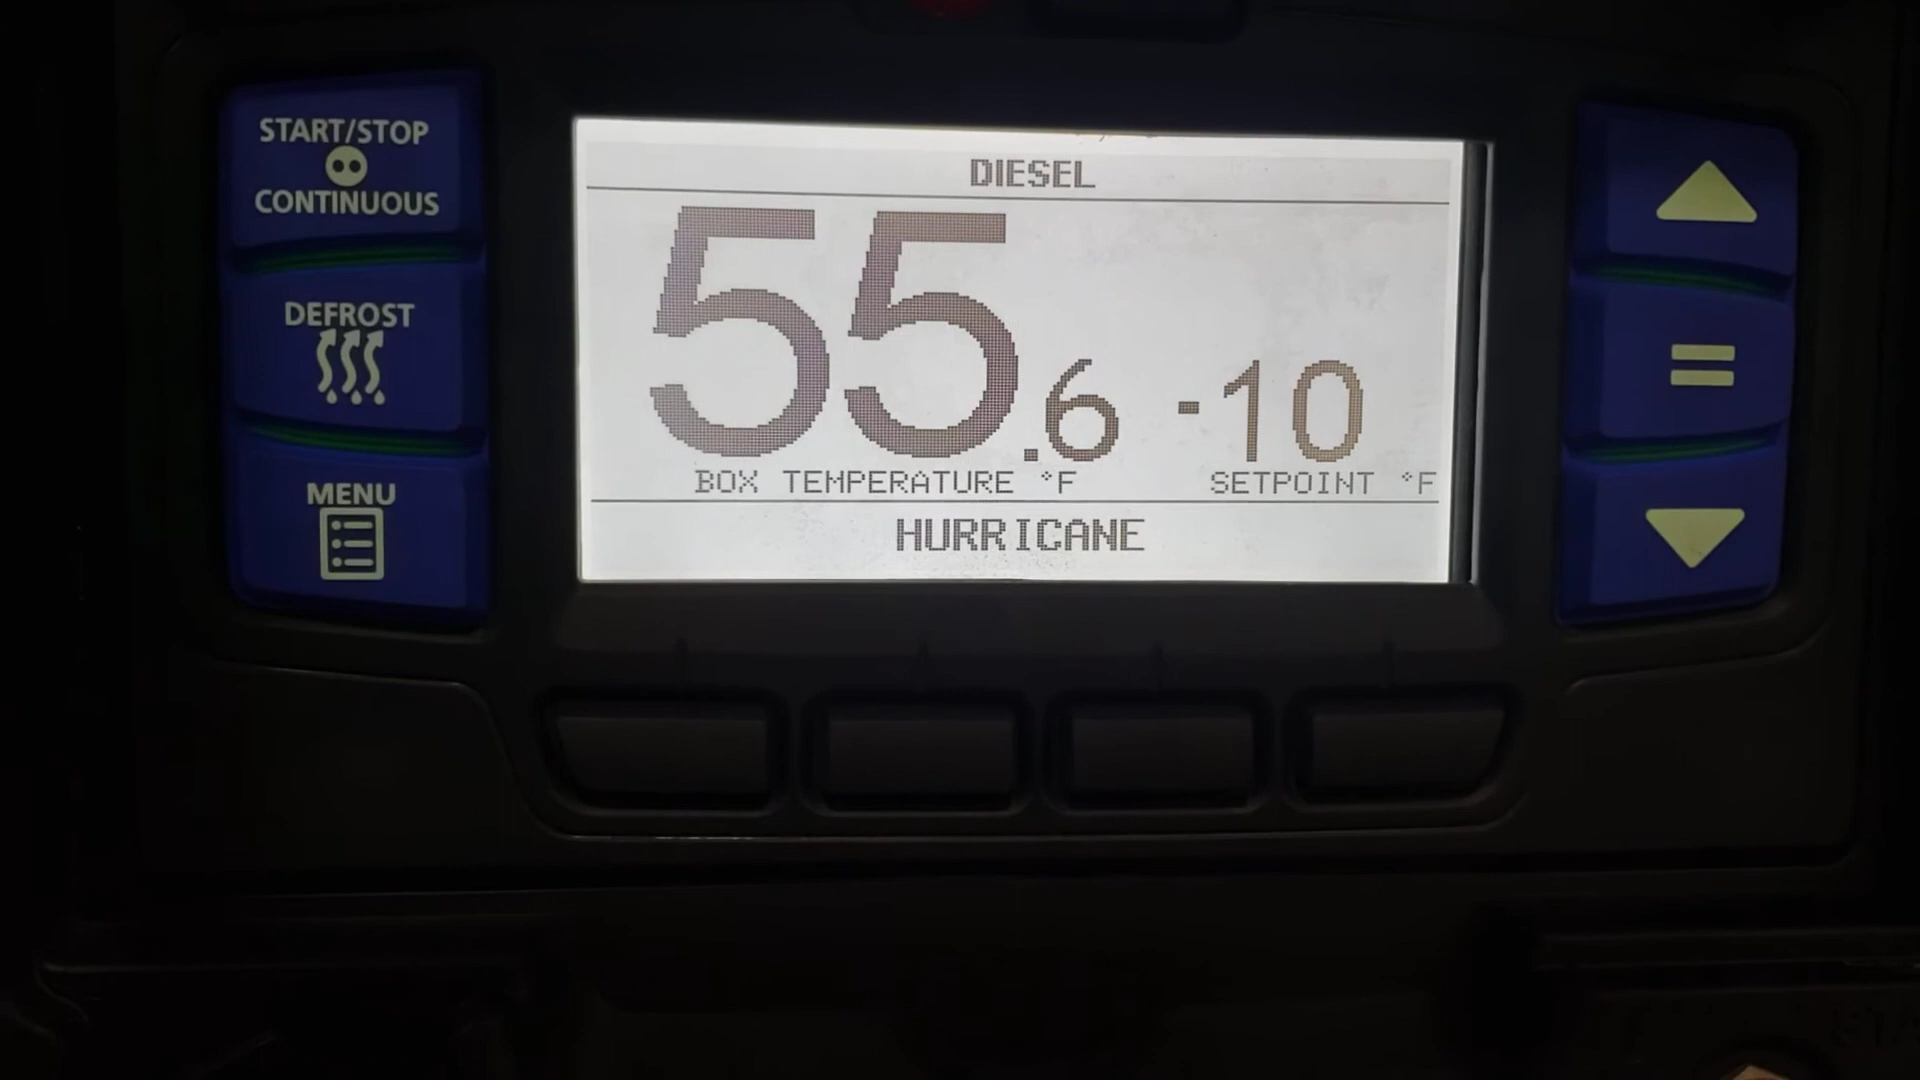 START/STOP
CONTINUOUS
DEFROST
MENU
DIESEL
55.6 -10
BOX TEMPERATURE °F SETPOINT °F
HURRICANE